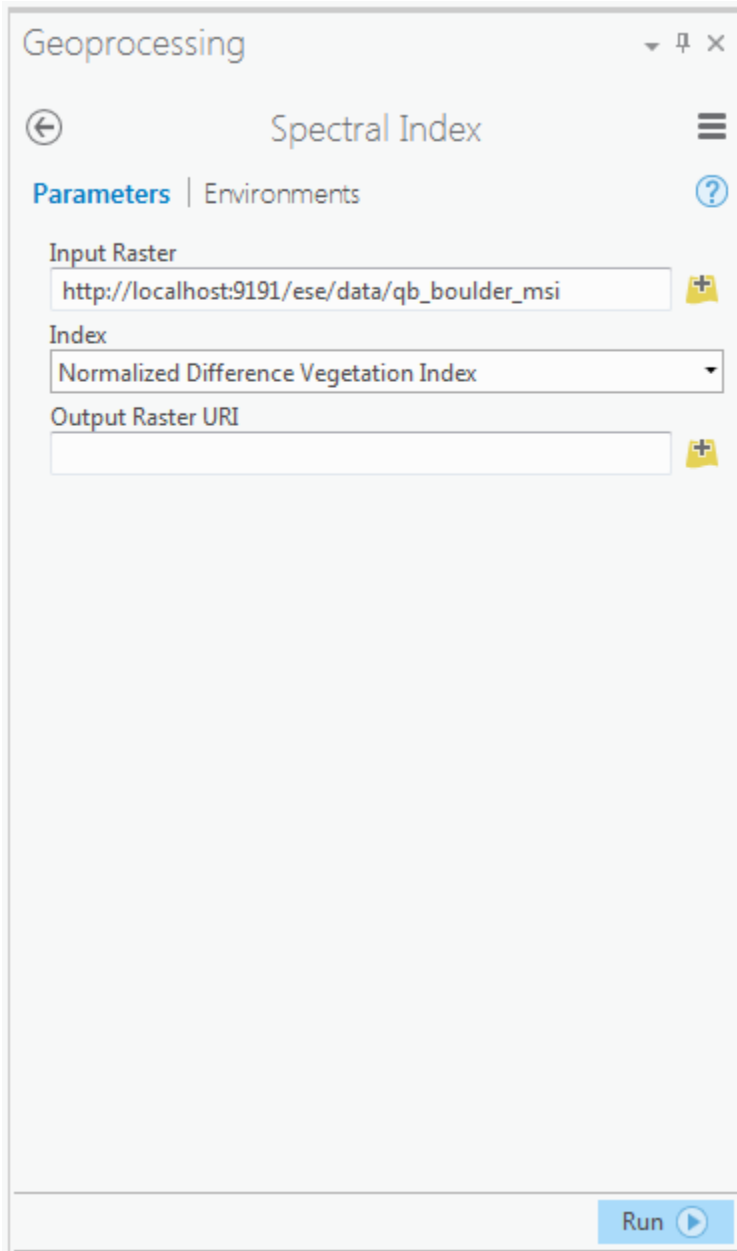 Geoprocessing
Spectral Index
Parameters | Environments
Input Raster
http://localhost:9191/ese/data/qb_boulder_msi
Index
Normalized Difference Vegetation Index
Output Raster URI
Run